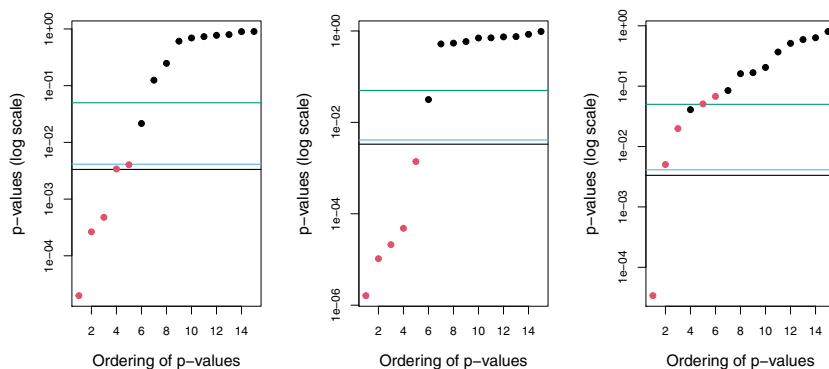 1e+00
1e−01
1e−02
1e−03
1e−04
p−values (log scale)
2 4 6 8 10 12 14
Ordering of p−values
1e+00
1e−02
1e−04
1e−06
p−values (log scale)
2 4 6 8 10 12 14
Ordering of p−values
1e+00
1e−01
1e−02
1e−03
1e−04
p−values (log scale)
2 4 6 8 10 12 14
Ordering of p−values